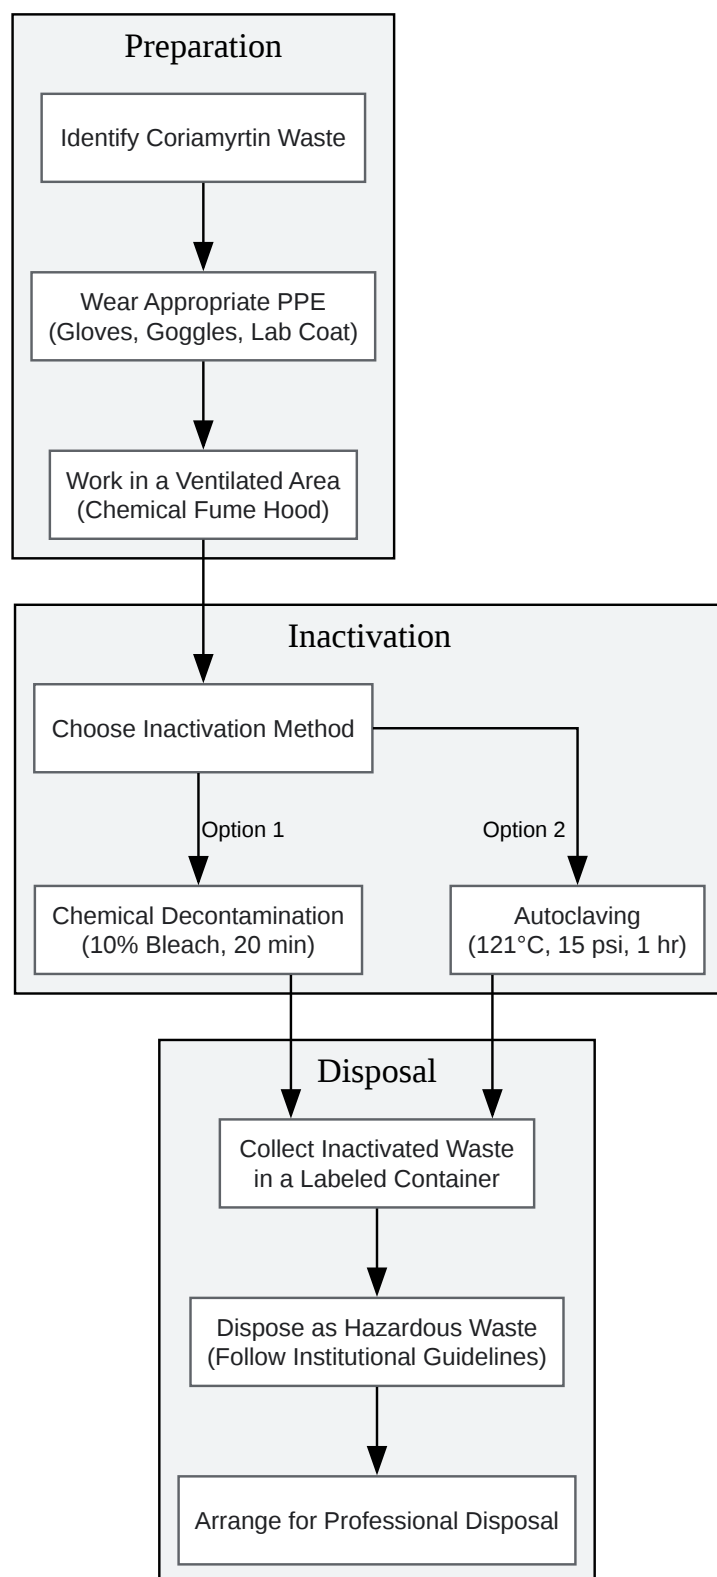 Preparation
Identify Coriamyrtin Waste
Wear Appropriate PPE
(Gloves, Goggles, Lab Coat)
Work in a Ventilated Area
(Chemical Fume Hood)
Inactivation
Choose Inactivation Method
Option 1
Option 2
Chemical Decontamination
(10% Bleach, 20 min)
Autoclaving
(121°C, 15 psi, 1 hr)
Disposal
Collect Inactivated Waste
in a Labeled Container
Dispose as Hazardous Waste
(Follow Institutional Guidelines)
Arrange for Professional Disposal